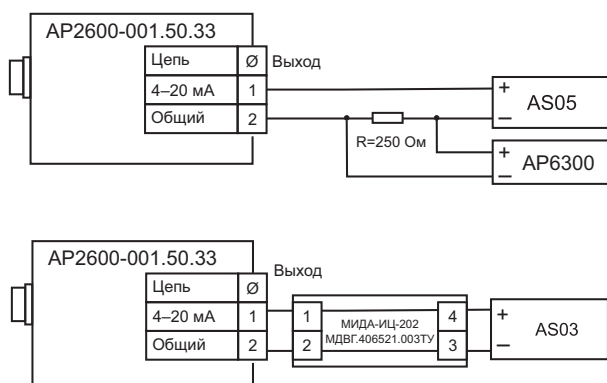 АР2600-001.50.33
Цепь Ø Выход
4–20 мА 1
Общий 2
+ AS05
–
R=250 Ом
+ АР6300
–
АР2600-001.50.33
Цепь Ø Выход
4–20 мА 1 1 МИДА-ИЦ-202 4 + AS03
Общий 2 2 МДВГ.406521.003ТУ 3 –